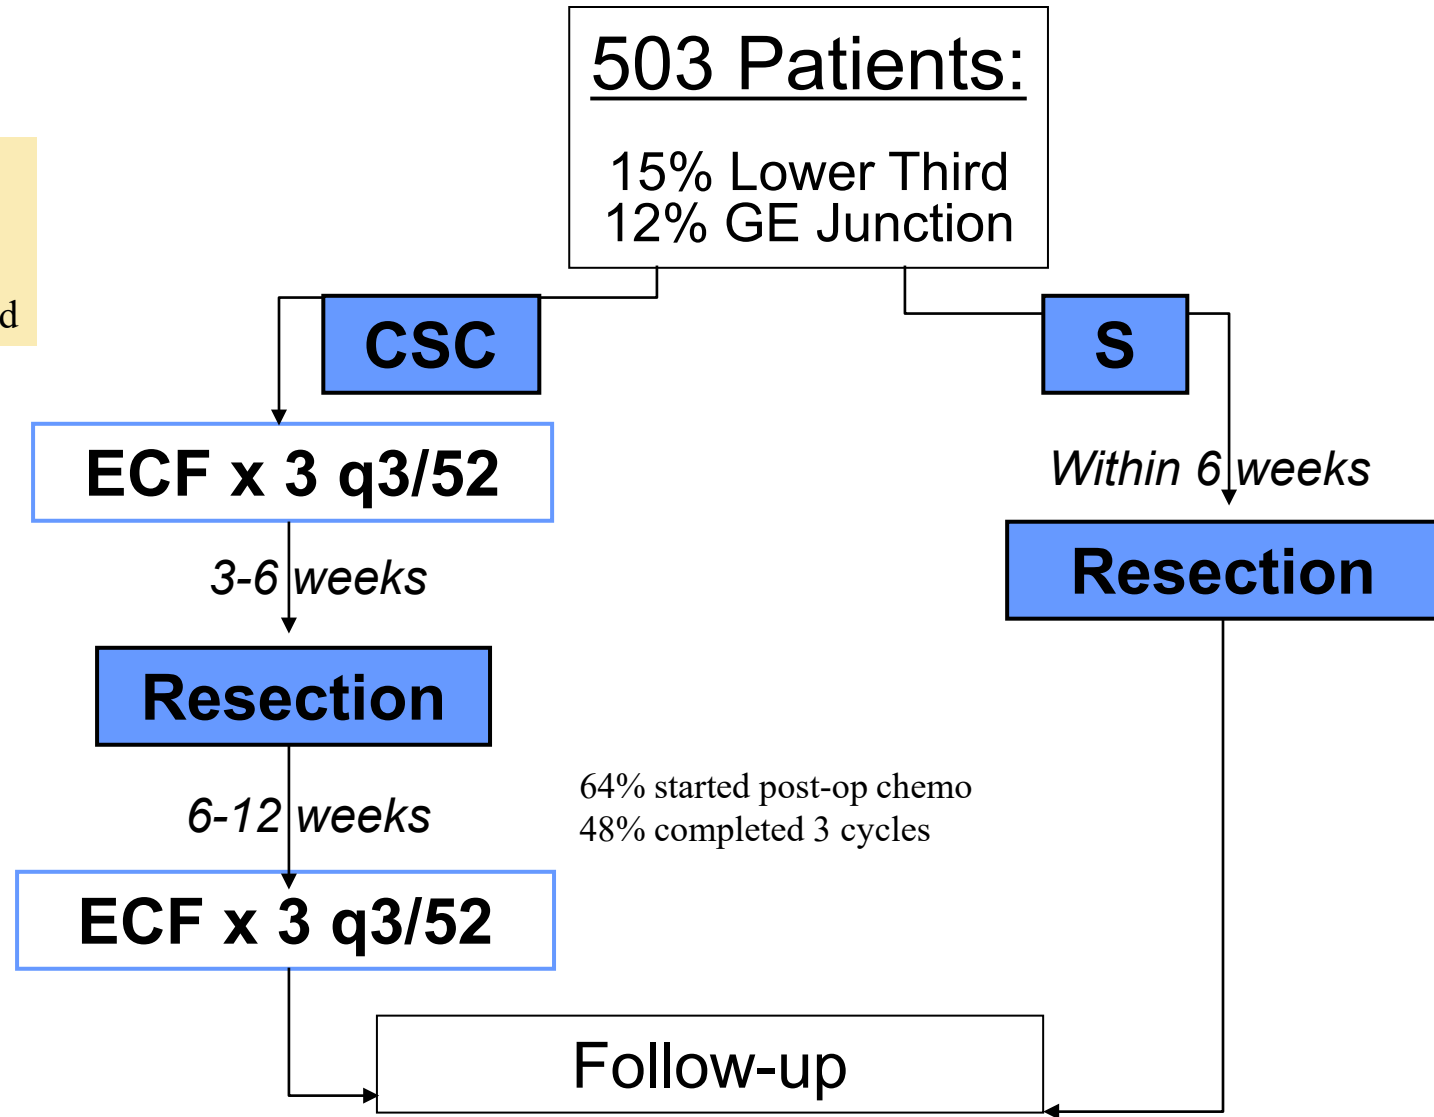 503 Patients:
15% Lower Third
12% GE Junction
CSC
S
ECF x 3 q3/52
Within 6 weeks
3-6 weeks
Resection
Resection
6-12 weeks
64% started post-op chemo
48% completed 3 cycles
ECF x 3 q3/52
Follow-up